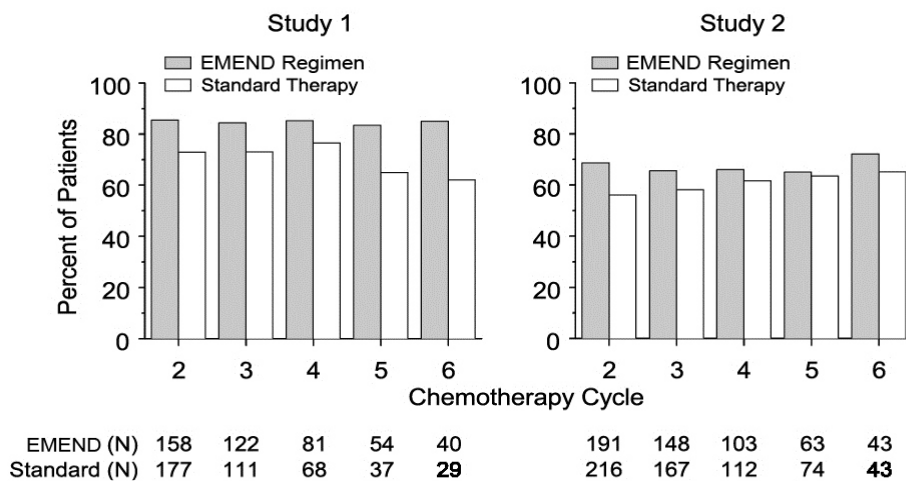 Study 1
EMEND Regimen
Standard Therapy
Percent of Patients
100
80
60
40
20
0
2 3 4 5 6
Study 2
EMEND Regimen
Standard Therapy
100
80
60
40
20
0
2 3 4 5 6
Chemotherapy Cycle
EMEND (N) 158 122 81 54 40 191 148 103 63 43
Standard (N) 177 111 68 37 29 216 167 112 74 43